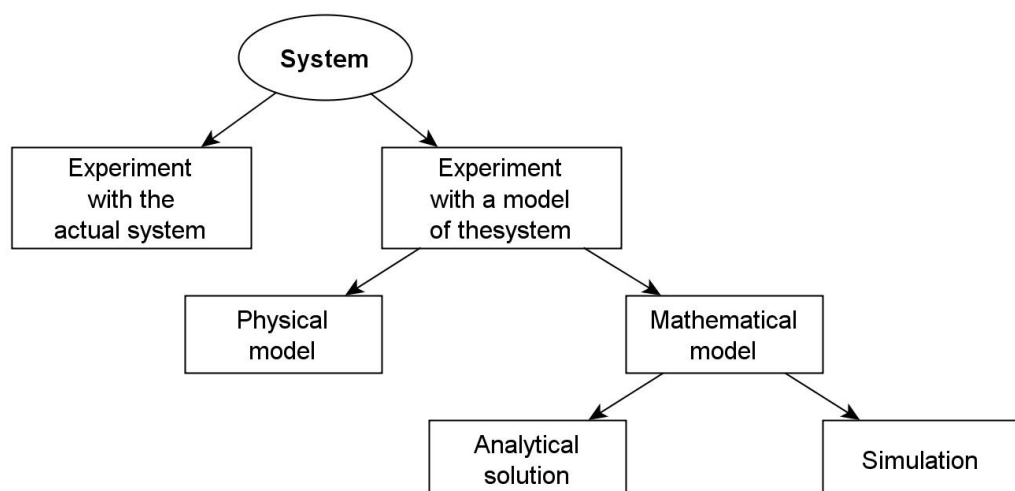 System
Experiment
with the
actual system
Experiment
with a model
of thesystem
Physical
model
Mathematical
model
Analytical
solution
Simulation